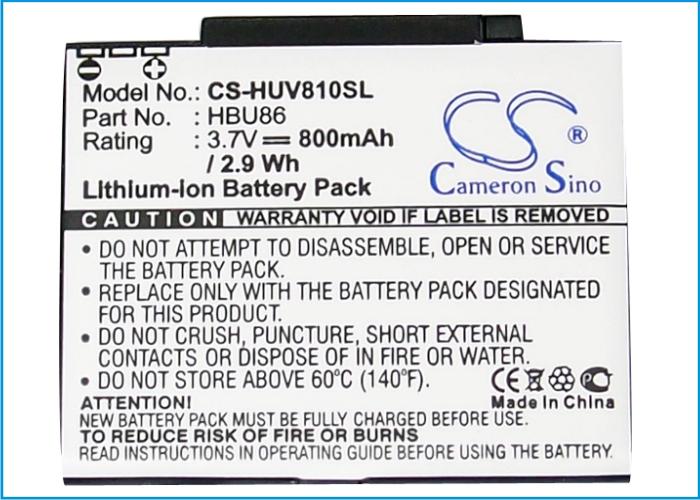 Model No.: CS-HUV810SL
Part No. : HBU86
Rating : 3.7V 800mAh
/ 2.9 Wh
Lithium-ion Battery Pack
CS ®
Cameron Sino
CAUTION WARRANTY VOID IF LABEL IS REMOVED
• DO NOT ATTEMPT TO DISASSEMBLE, OPEN OR SERVICE
THE BATTERY PACK.
• REPLACE ONLY WITH THE BATTERY PACK DESIGNATED
FOR THIS PRODUCT.
• DO NOT CRUSH, PUNCTURE, SHORT EXTERNAL
CONTACTS, OR DISPOSE OF IN FIRE OR WATER.
• DO NOT STORE ABOVE 60°C (140°F).
CE PC
Made In China
ATTENTION:
NEW BATTERY PACK MUST BE FULLY CHARGED BEFORE USE
TO REDUCE RISK OF FIRE OR BURNS
READ OPERATING GUIDE BEFORE USING BATTERY